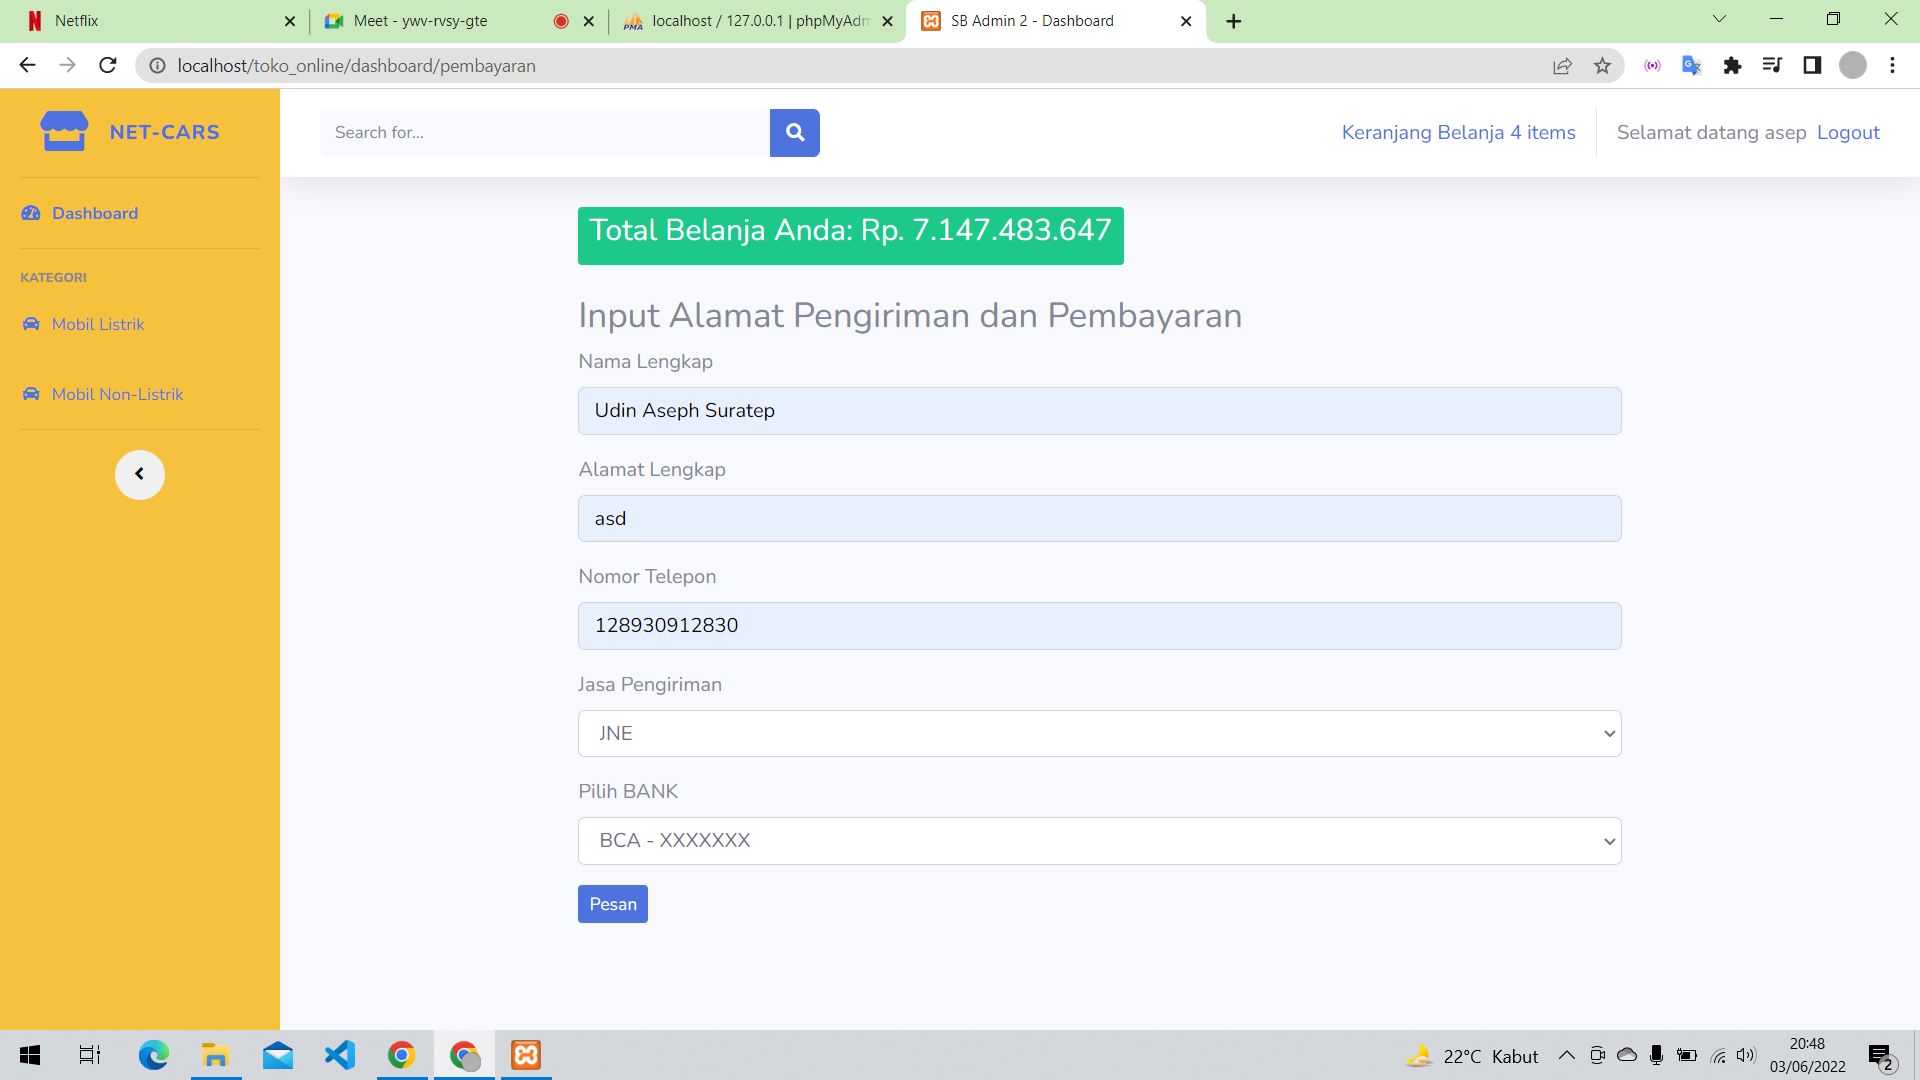 Netflix
Meet - ywv-rvsy-gte
localhost / 127.0.0.1 | phpMyAdm
SB Admin 2 - Dashboard
localhost/toko_online/dashboard/pembayaran
NET-CARS
Search for...
Keranjang Belanja 4 items
Selamat datang asep Logout
Dashboard
KATEGORI
Mobil Listrik
Mobil Non-Listrik
Total Belanja Anda: Rp. 7.147.483.647
Input Alamat Pengiriman dan Pembayaran
Nama Lengkap
Udin Aseph Suratep
Alamat Lengkap
asd
Nomor Telepon
128930912830
Jasa Pengiriman
JNE
Pilih BANK
BCA - XXXXXXX
Pesan
22°C Kabut
20:48
03/06/2022
2